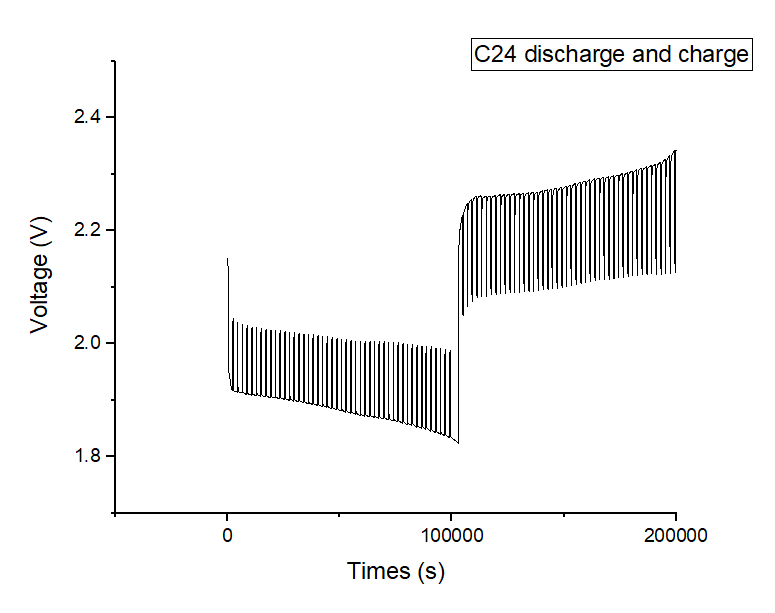 C24 discharge and charge
2.4
2.2
2.0
1.8
Voltage (V)
0 100000 200000
Times (s)